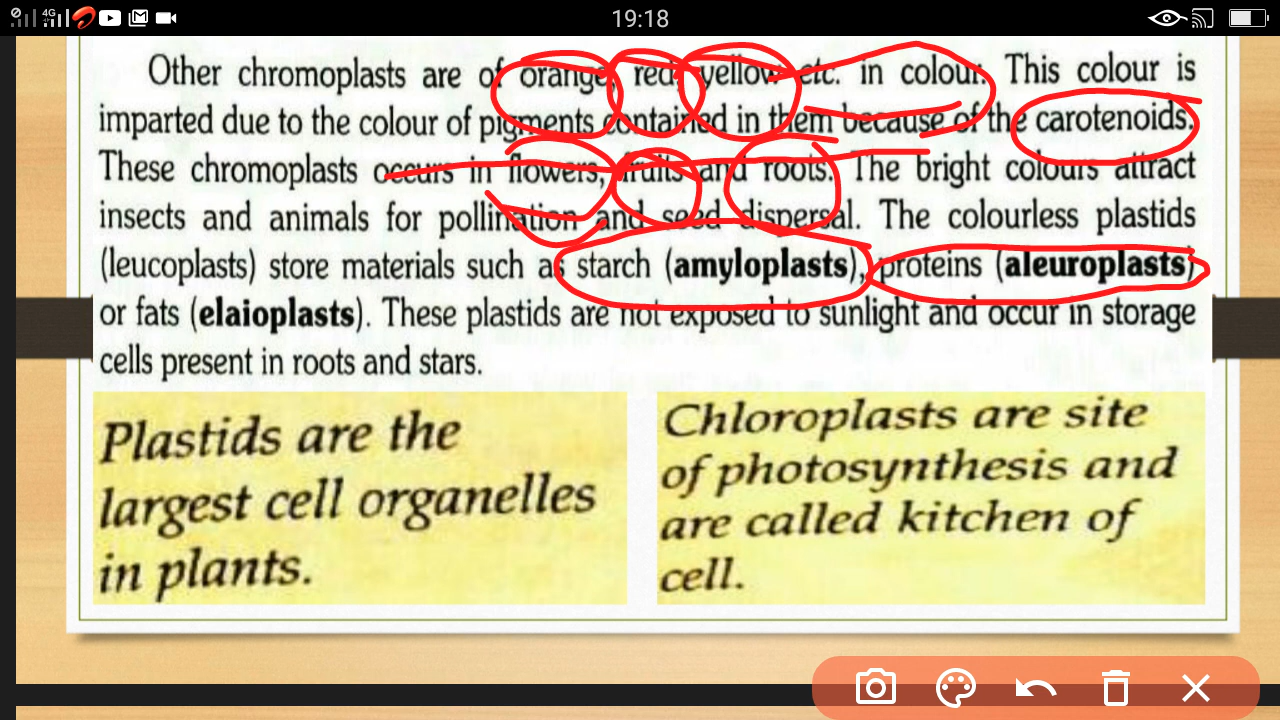 4G
19:18
Other chromoplasts are of orange, red, yellow etc. in colour. This colour is
imparted due to the colour of pigments contained in them because of the carotenoids.
These chromoplasts occurs in flowers, fruits and roots. The bright colours attract
insects and animals for pollination and seed dispersal. The colourless plastids
(leucoplasts) store materials such as starch (amyloplasts), proteins (aleuroplasts)
or fats (elaioplasts). These plastids are not exposed to sunlight and occur in storage
cells present in roots and stars.
Plastids are the
largest cell organelles
in plants.
Chloroplasts are site
of photosynthesis and
are called kitchen of
cell.